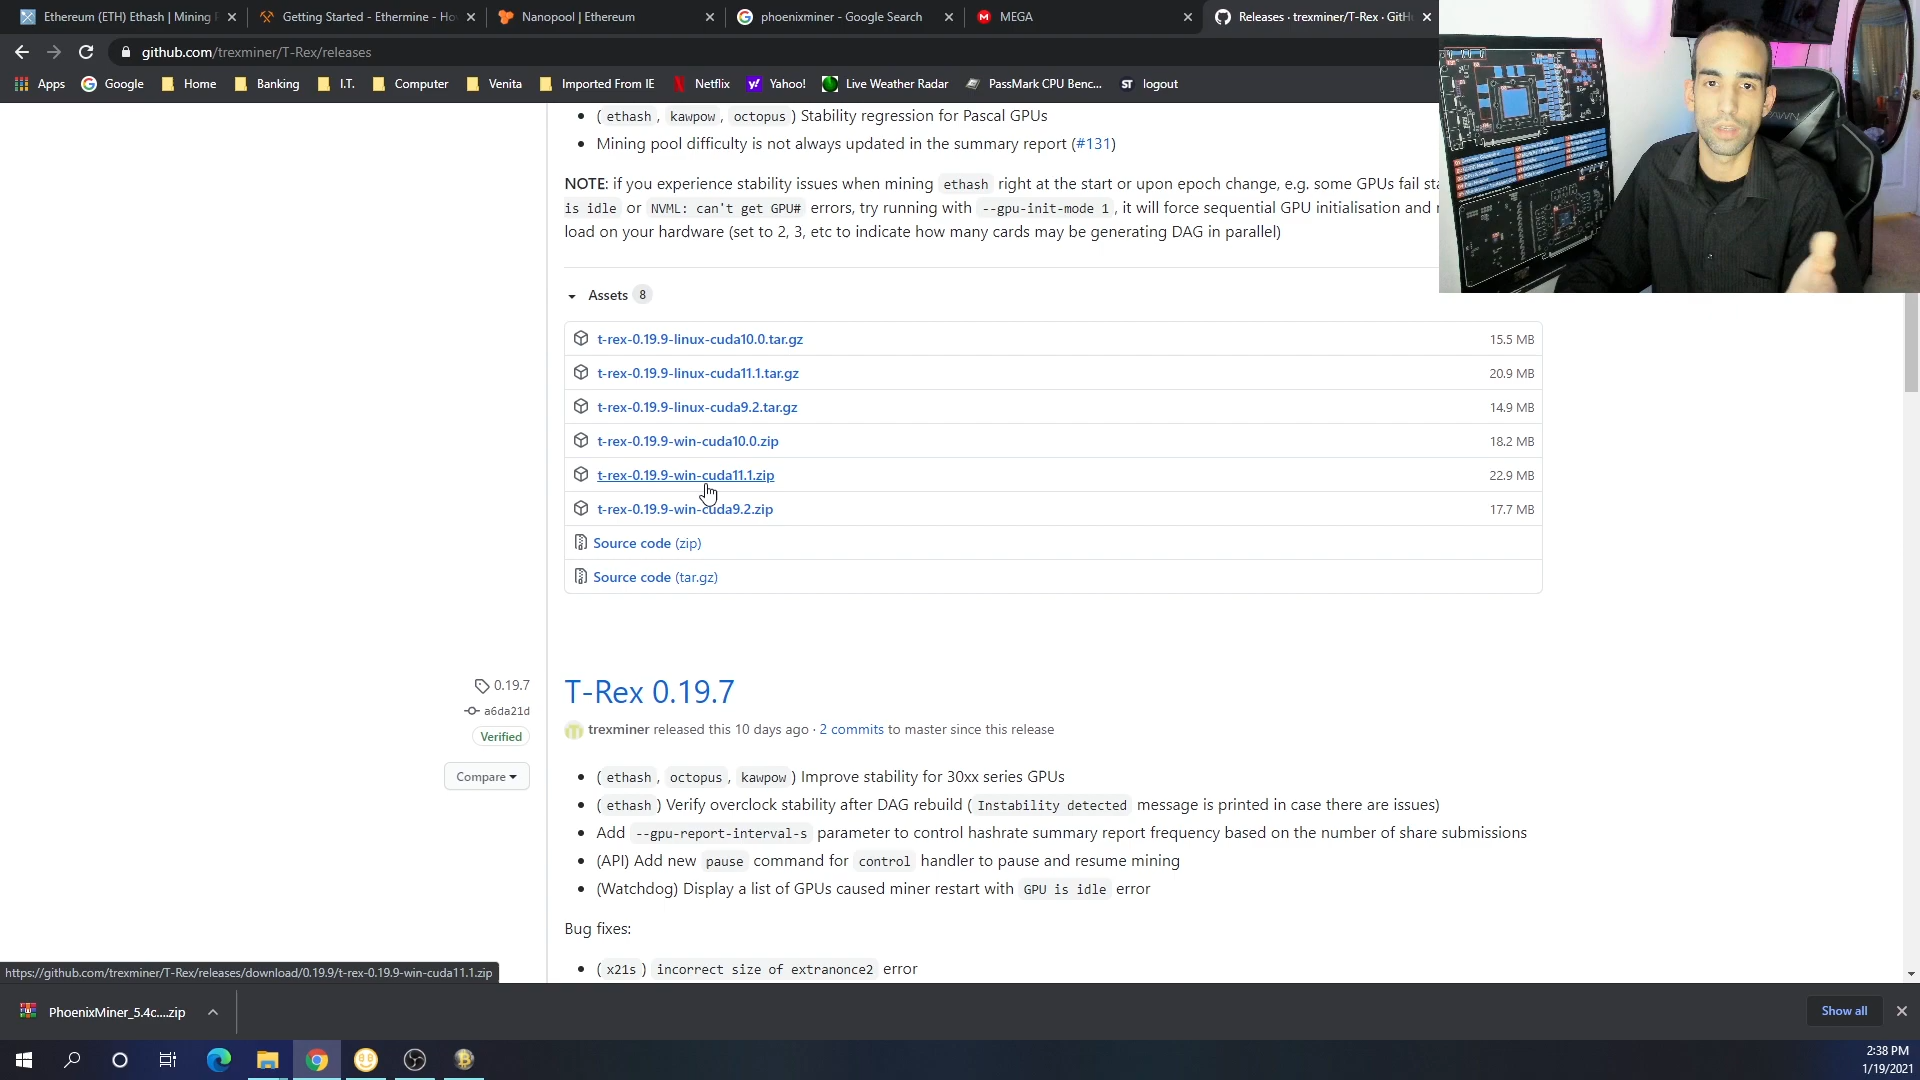 Ethereum (ETH) Ethash | Mining P
Getting Started - Ethermine - Ho
Nanopool | Ethereum
phoenixminer - Google Search
MEGA
Releases · trexminer/T-Rex · GitH
github.com/trexminer/T-Rex/releases
Apps Google Home Banking I.T. Computer Venita Imported From IE Netflix Yahoo! Live Weather Radar PassMark CPU Benc... ST logout
( ethash , kawpow , octopus ) Stability regression for Pascal GPUs
Mining pool difficulty is not always updated in the summary report (#131)
NOTE: if you experience stability issues when mining ethash right at the start or upon epoch change, e.g. some GPUs fail sta
is idle or NVML: can't get GPU# errors, try running with --gpu-init-mode 1 , it will force sequential GPU initialisation and
load on your hardware (set to 2, 3, etc to indicate how many cards may be generating DAG in parallel)
Assets 8
t-rex-0.19.9-linux-cuda10.0.tar.gz 15.5 MB
t-rex-0.19.9-linux-cuda11.1.tar.gz 20.9 MB
t-rex-0.19.9-linux-cuda9.2.tar.gz 14.9 MB
t-rex-0.19.9-win-cuda10.0.zip 18.2 MB
t-rex-0.19.9-win-cuda11.1.zip 22.9 MB
t-rex-0.19.9-win-cuda9.2.zip 17.7 MB
Source code (zip)
Source code (tar.gz)
0.19.7
a6da21d
Verified
Compare
T-Rex 0.19.7
trexminer released this 10 days ago · 2 commits to master since this release
( ethash , octopus , kawpow ) Improve stability for 30xx series GPUs
( ethash ) Verify overclock stability after DAG rebuild ( Instability detected message is printed in case there are issues)
Add --gpu-report-interval-s parameter to control hashrate summary report frequency based on the number of share submissions
(API) Add new pause command for control handler to pause and resume mining
(Watchdog) Display a list of GPUs caused miner restart with GPU is idle error
Bug fixes:
( x21s ) incorrect size of extranonce2 error
https://github.com/trexminer/T-Rex/releases/download/0.19.9/t-rex-0.19.9-win-cuda11.1.zip
PhoenixMiner_5.4c....zip
Show all
2:38 PM
1/19/2021